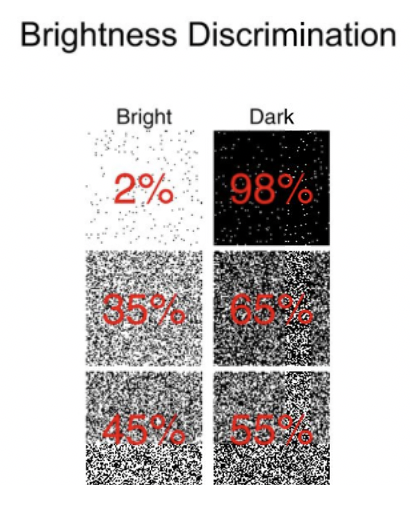 Brightness Discrimination
Bright Dark
2% 98%
35% 65%
45% 55%